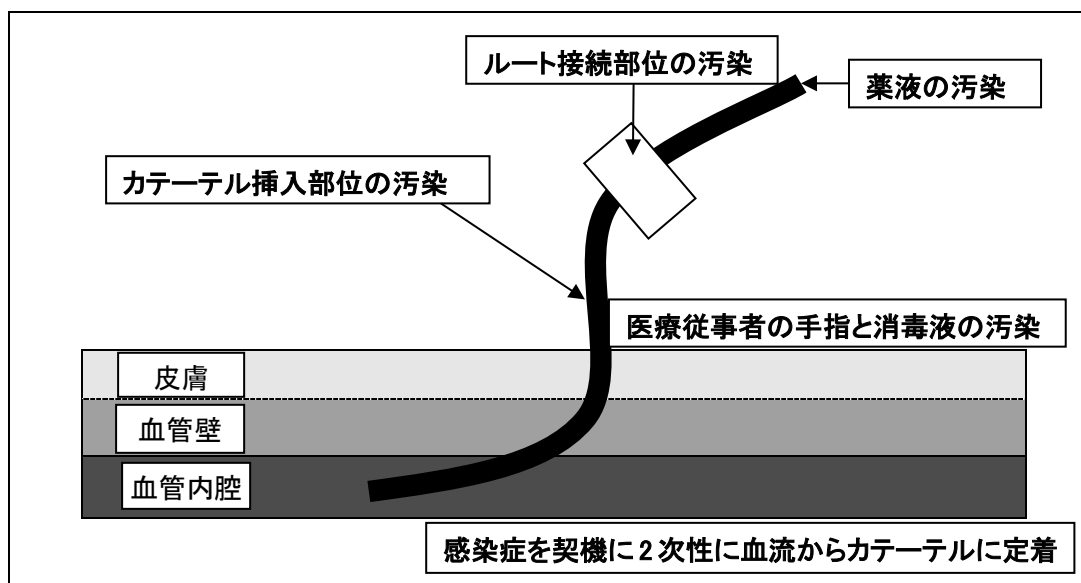 ルート接続部位の汚染
薬液の汚染
カテーテル挿入部位の汚染
医療従事者の手指と消毒液の汚染
皮膚
血管壁
血管内腔
感染症を契機に2次性に血流からカテーテルに定着